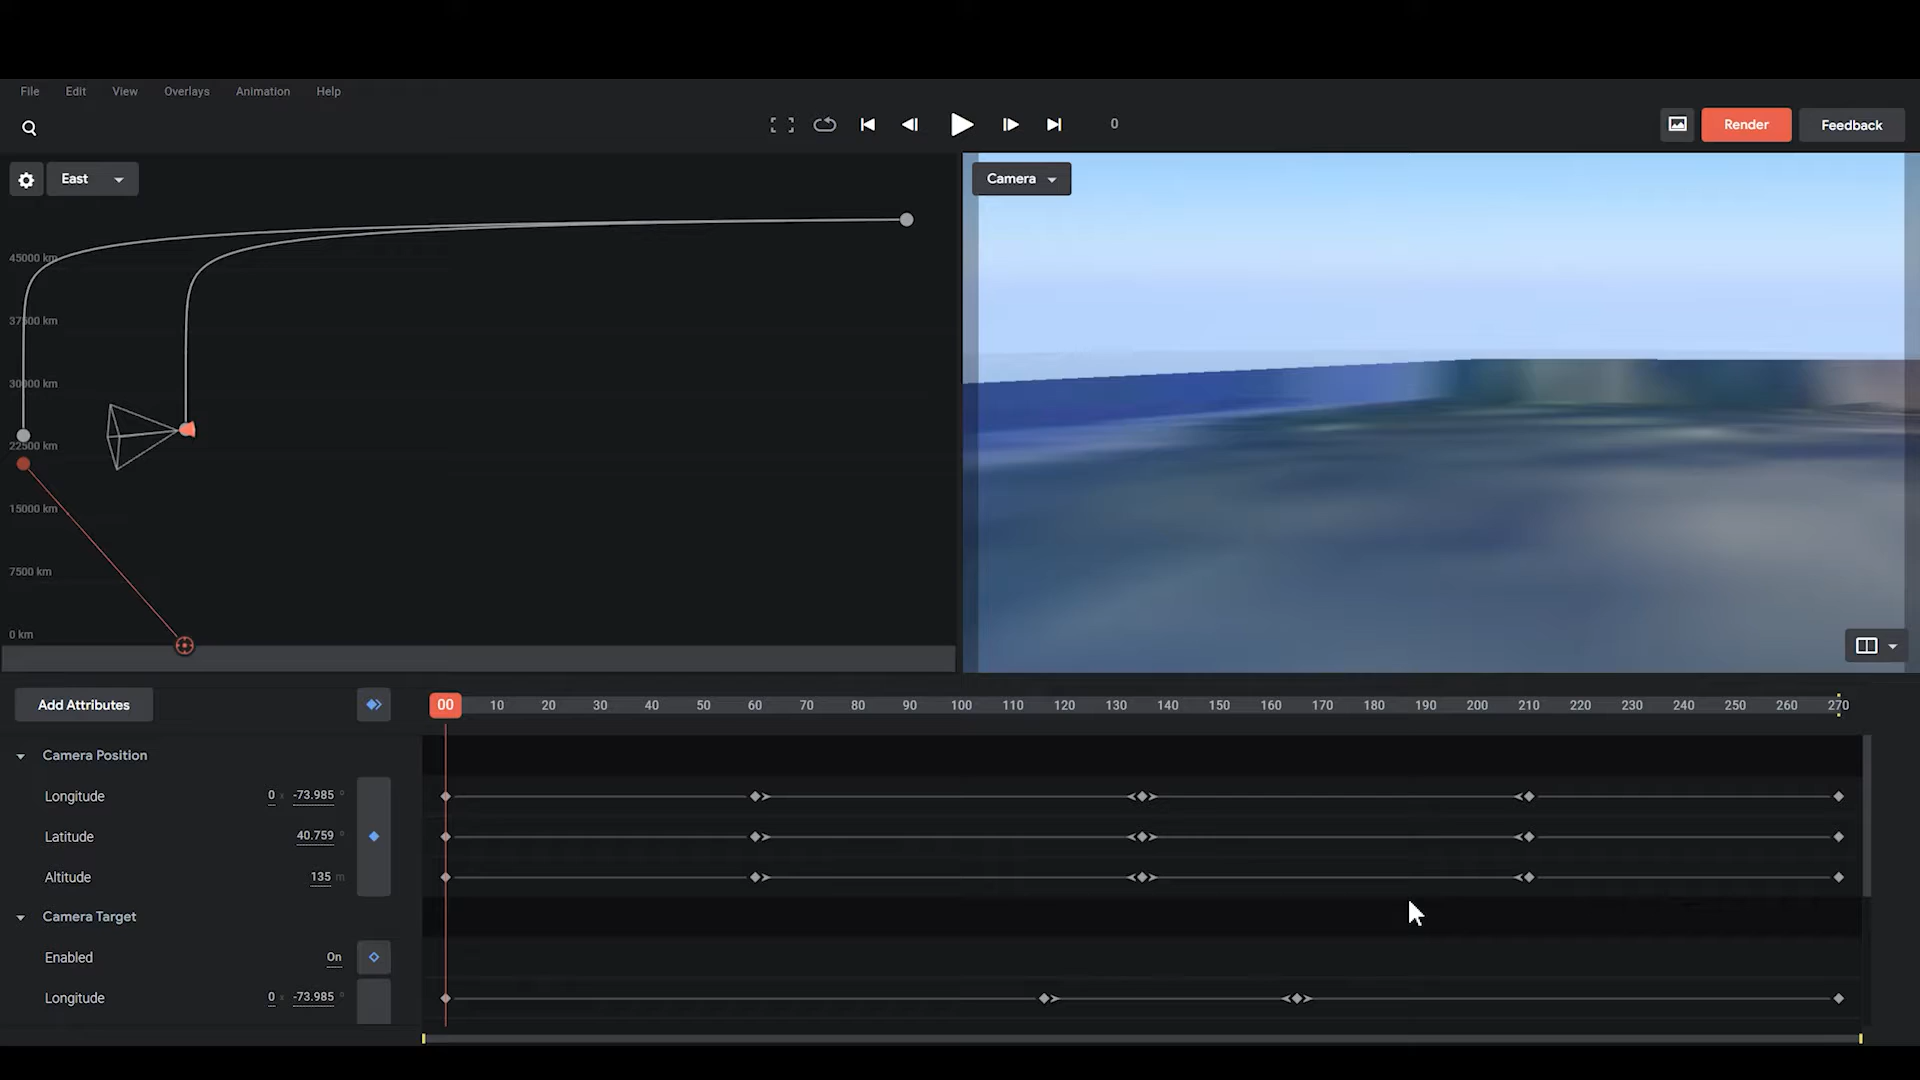 File Edit View Overlays Animation Help
0
Render Feedback
East
Camera
45000 km
37500 km
30000 km
22500 km
15000 km
7500 km
0 km
Add Attributes
00 10 20 30 40 50 60 70 80 90 100 110 120 130 140 150 160 170 180 190 200 210 220 230 240 250 260 270
Camera Position
Longitude 0 x -73.985 °
Latitude 40.759 °
Altitude 135 m
Camera Target
Enabled On
Longitude 0 x -73.985 °